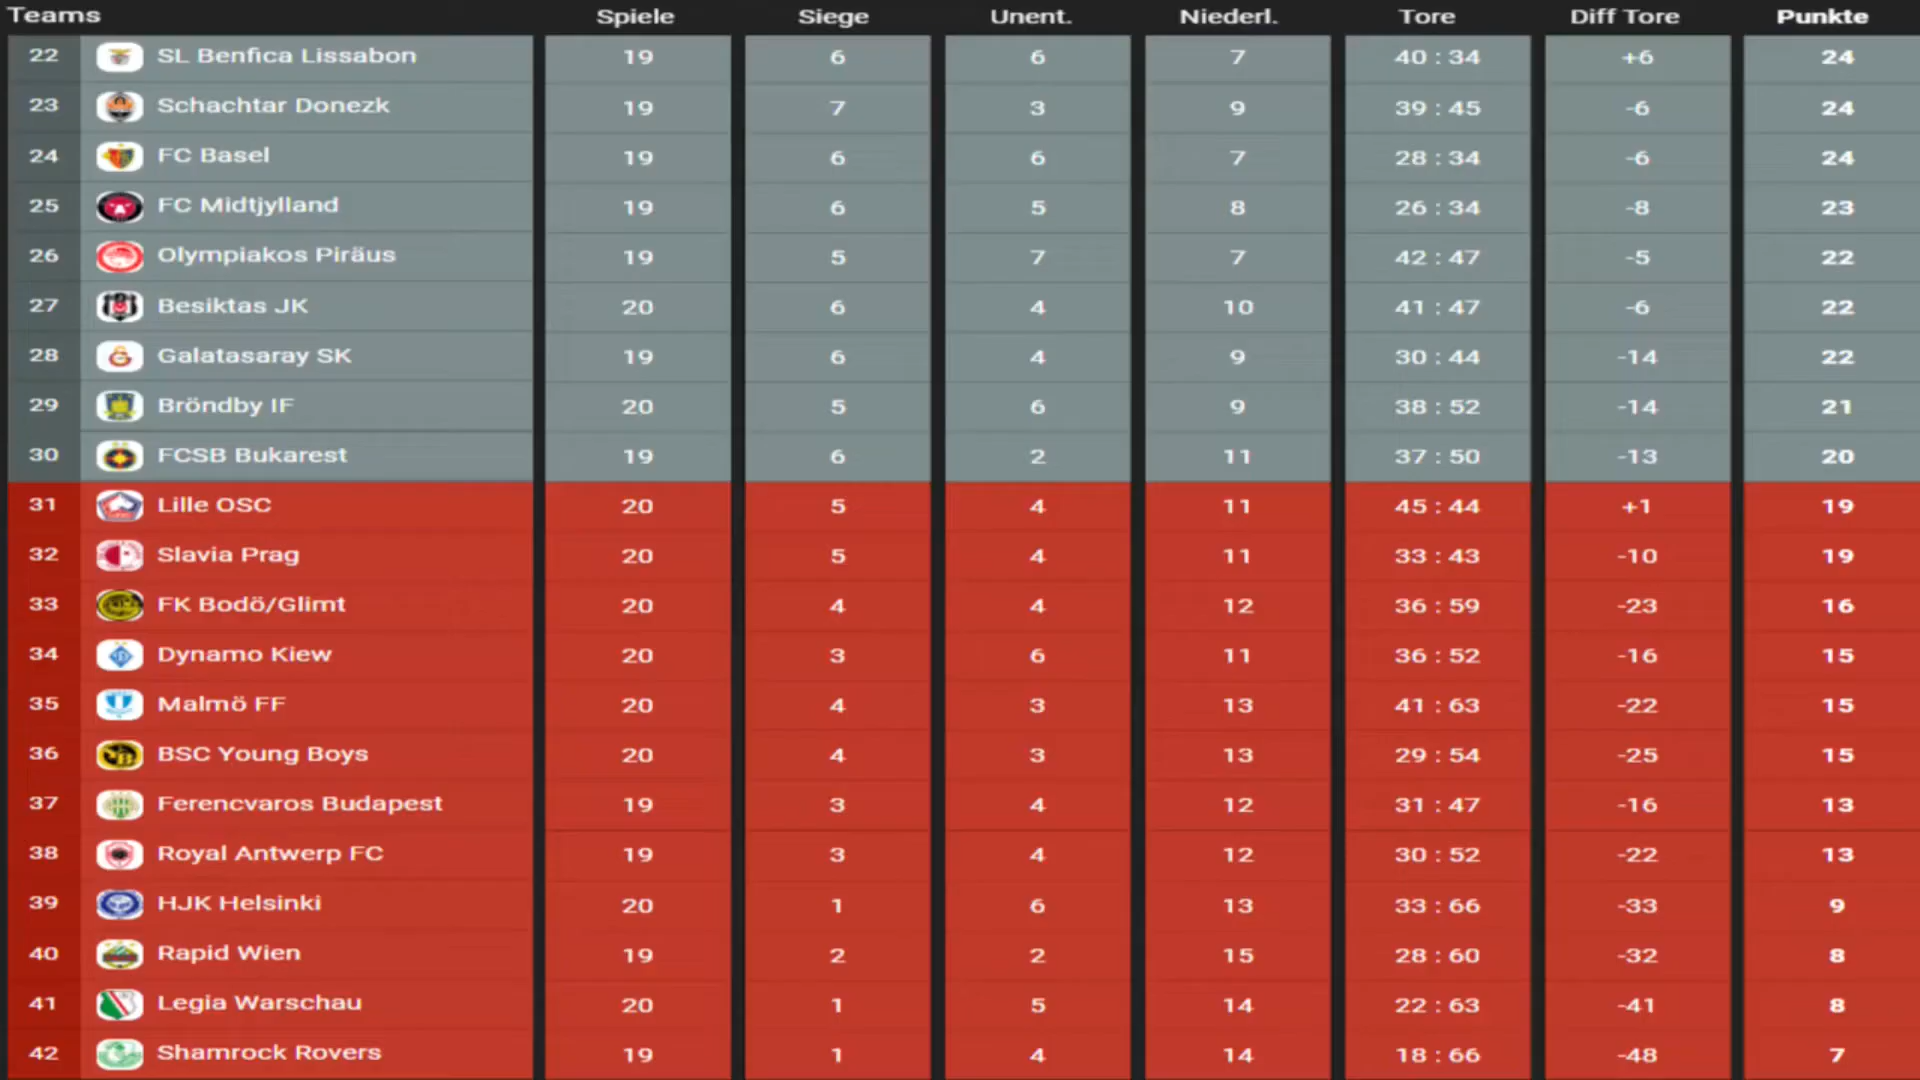 Teams Spiele Siege Unent. Niederl. Tore Diff Tore Punkte
22 SL Benfica Lissabon 19 6 6 7 40 : 34 +6 24
23 Schachtar Donezk 19 7 3 9 39 : 45 -6 24
24 FC Basel 19 6 6 7 28 : 34 -6 24
25 FC Midtjylland 19 6 5 8 26 : 34 -8 23
26 Olympiakos Piräus 19 5 7 7 42 : 47 -5 22
27 Besiktas JK 20 6 4 10 41 : 47 -6 22
28 Galatasaray SK 19 6 4 9 30 : 44 -14 22
29 Bröndby IF 20 5 6 9 38 : 52 -14 21
30 FCSB Bukarest 19 6 2 11 37 : 50 -13 20
31 Lille OSC 20 5 4 11 45 : 44 +1 19
32 Slavia Prag 20 5 4 11 33 : 43 -10 19
33 FK Bodö/Glimt 20 4 4 12 36 : 59 -23 16
34 Dynamo Kiew 20 3 6 11 36 : 52 -16 15
35 Malmö FF 20 4 3 13 41 : 63 -22 15
36 BSC Young Boys 20 4 3 13 29 : 54 -25 15
37 Ferencvaros Budapest 19 3 4 12 31 : 47 -16 13
38 Royal Antwerp FC 19 3 4 12 30 : 52 -22 13
39 HJK Helsinki 20 1 6 13 33 : 66 -33 9
40 Rapid Wien 19 2 2 15 28 : 60 -32 8
41 Legia Warschau 20 1 5 14 22 : 63 -41 8
42 Shamrock Rovers 19 1 4 14 18 : 66 -48 7